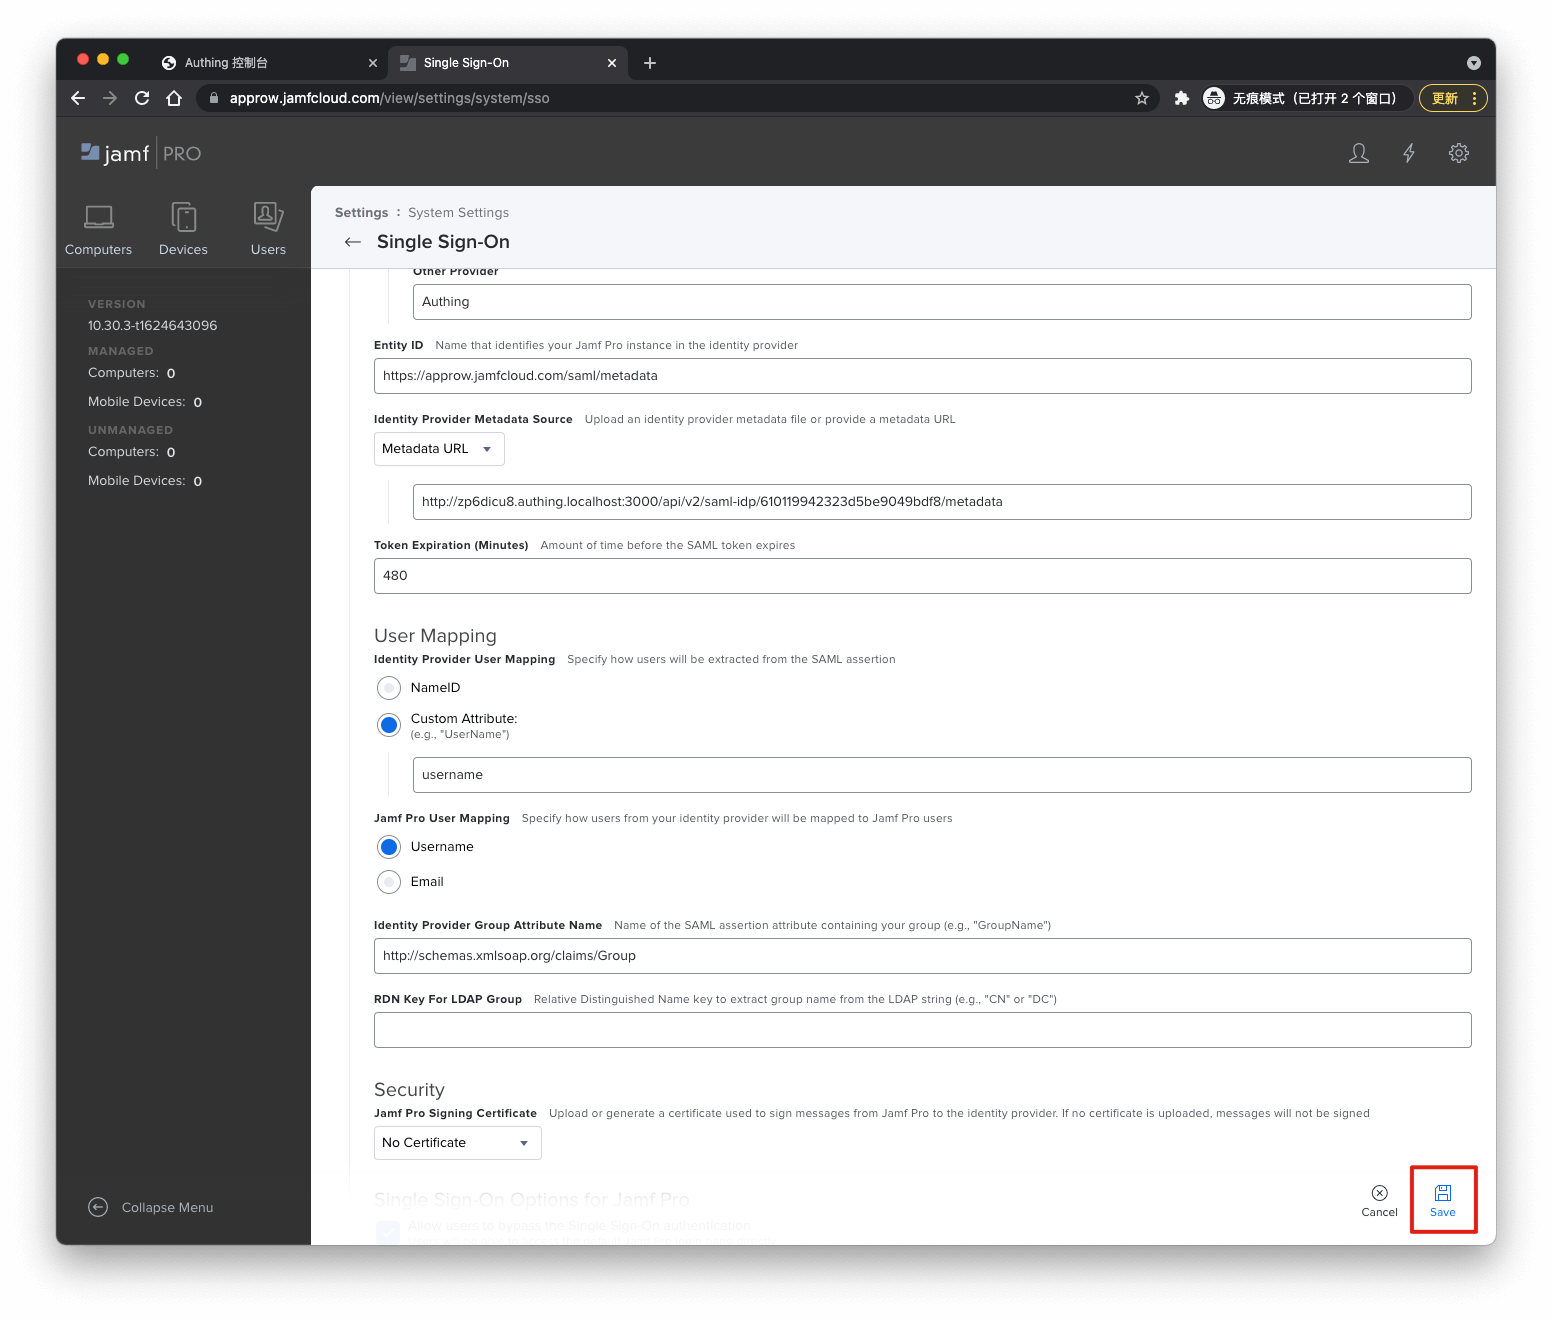 Authing 控制台
Single Sign-On
approw.jamfcloud.com/view/settings/system/sso
无痕模式（已打开 2 个窗口）
更新
jamf PRO
Computers
Devices
Users
VERSION
10.30.3-t1624643096
MANAGED
Computers: 0
Mobile Devices: 0
UNMANAGED
Computers: 0
Mobile Devices: 0
Collapse Menu
Settings : System Settings
Single Sign-On
Other Provider
Authing
Entity ID Name that identifies your Jamf Pro instance in the identity provider
https://approw.jamfcloud.com/saml/metadata
Identity Provider Metadata Source Upload an identity provider metadata file or provide a metadata URL
Metadata URL
http://zp6dicu8.authing.localhost:3000/api/v2/saml-idp/610119942323d5be9049bdf8/metadata
Token Expiration (Minutes) Amount of time before the SAML token expires
480
User Mapping
Identity Provider User Mapping Specify how users will be extracted from the SAML assertion
NameID
Custom Attribute:
(e.g., "UserName")
username
Jamf Pro User Mapping Specify how users from your identity provider will be mapped to Jamf Pro users
Username
Email
Identity Provider Group Attribute Name Name of the SAML assertion attribute containing your group (e.g., "GroupName")
http://schemas.xmlsoap.org/claims/Group
RDN Key For LDAP Group Relative Distinguished Name key to extract group name from the LDAP string (e.g., "CN" or "DC")
Security
Jamf Pro Signing Certificate Upload or generate a certificate used to sign messages from Jamf Pro to the identity provider. If no certificate is uploaded, messages will not be signed
No Certificate
Single Sign-On Options for Jamf Pro
Allow users to bypass the Single Sign-On authentication
Cancel
Save